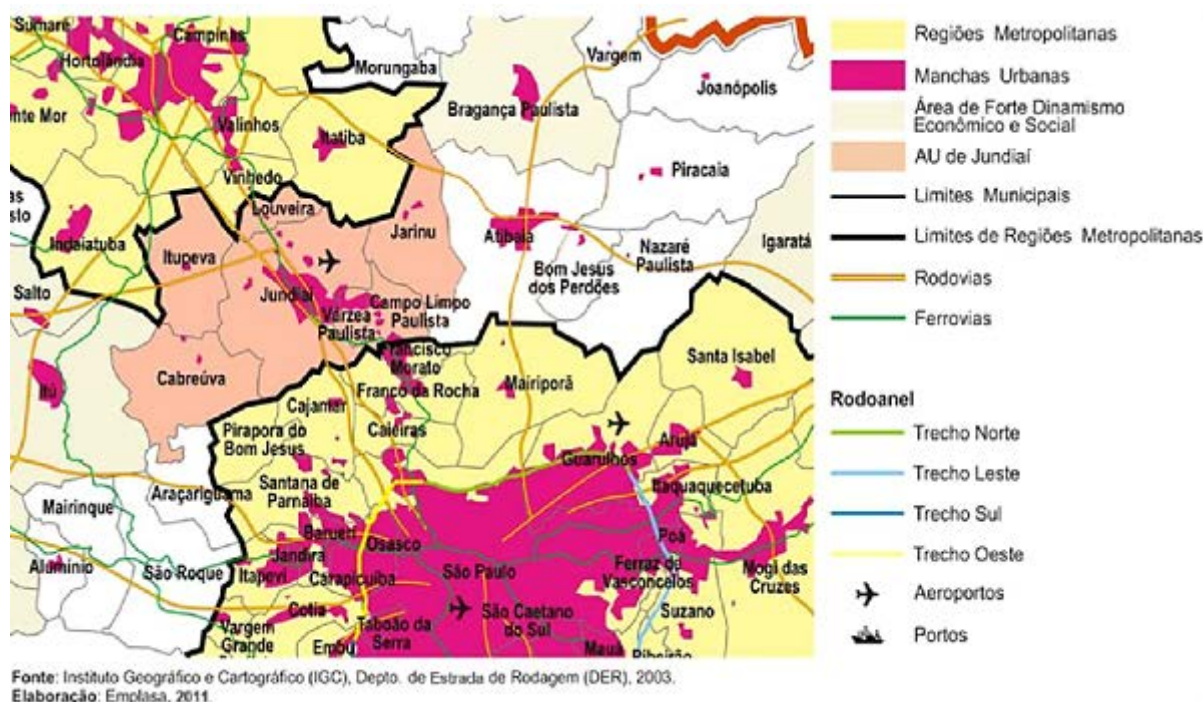 Sumaré
Campinas
Hortolândia
Morungaba
Vargem
Joanópolis
Bragança Paulista
nte Mor
Valinhos
Itatiba
Piracaia
Vinhedo
Louveira
Jarinu
Atibaia
Indaiatuba
Itupeva
Nazaré
Paulista
Igaratá
Bom Jesus
dos Perdões
Salto
Jundiaí
Várzea
Paulista
Campo Limpo
Paulista
Francisco
Morato
Santa Isabel
Cabreúva
Franco da Rocha
Mairiporã
Itú
Cajamar
Caieiras
Pirapora do
Bom Jesus
Arujá
Guarulhos
Santana de
Parnaíba
Itaquaquecetuba
Araçariguama
Mairinque
Barueri
Osasco
Poá
Jandira
Alumínio
São Roque
Itapevi
Carapicuíba
São Paulo
Ferraz de
Vasconcelos
Mogi das
Cruzes
Cotia
São Caetano
do Sul
Suzano
Vargem
Grande
Taboão da
Serra
Embú
Mauá
Ribeirão
Regiões Metropolitanas
Manchas Urbanas
Área de Forte Dinamismo
Econômico e Social
AU de Jundiaí
Limites Municipais
Limites de Regiões Metropolitanas
Rodovias
Ferrovias
Rodoanel
Trecho Norte
Trecho Leste
Trecho Sul
Trecho Oeste
Aeroportos
Portos
Fonte: Instituto Geográfico e Cartográfico (IGC), Depto. de Estrada de Rodagem (DER), 2003.
Elaboração: Emplasa, 2011.